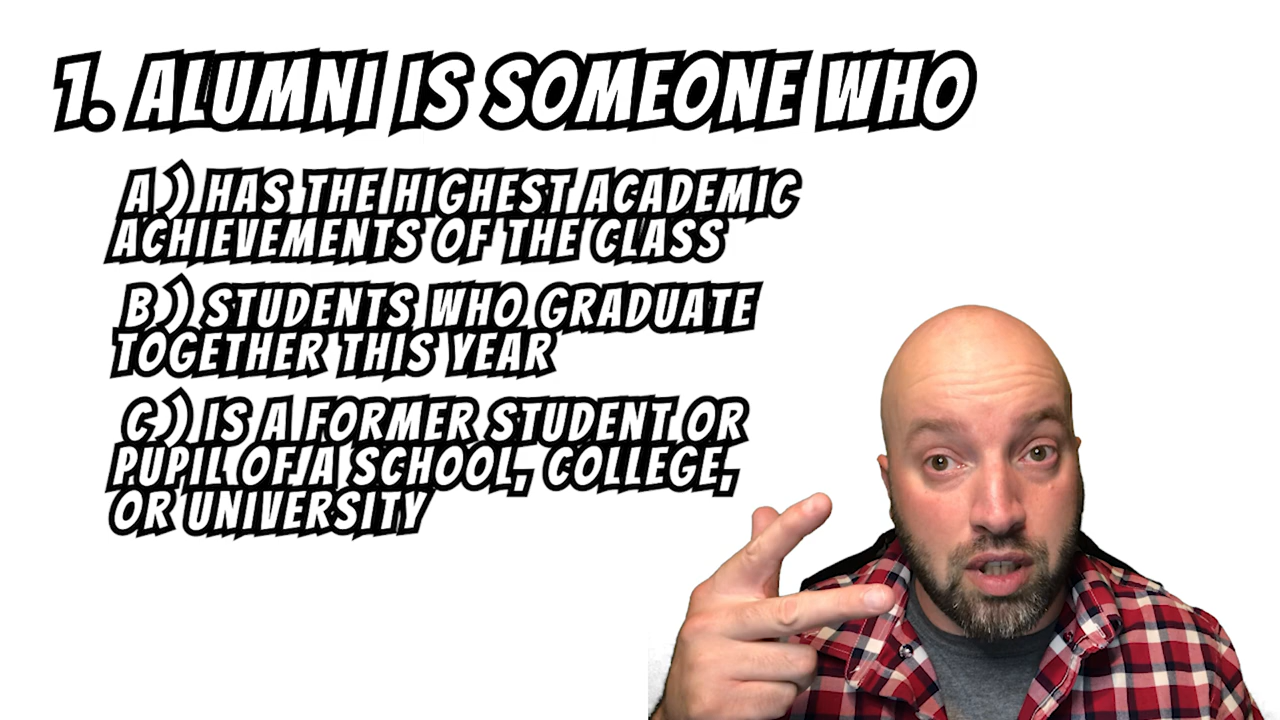 1. ALUMNI IS SOMEONE WHO
A ) HAS THE HIGHEST ACADEMIC
ACHIEVEMENTS OF THE CLASS
B ) STUDENTS WHO GRADUATE
TOGETHER THIS YEAR
C ) IS A FORMER STUDENT OR
PUPIL OF A SCHOOL, COLLEGE,
OR UNIVERSITY